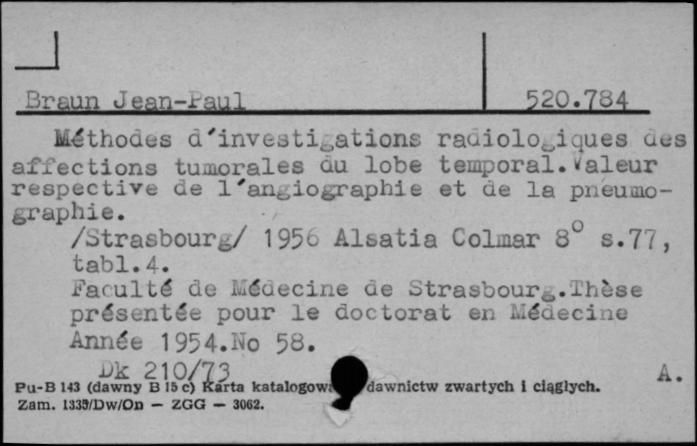 Braun Jean-Paul 520.784
Méthodes d'investigations radiologiques des
affections tumorales du lobe temporal.Valeur
respective de l'angiographie et de la pneumo-
graphie.
/Strasbourg/ 1956 Alsatia Colmar 8° s.77,
tabl.4.
Faculté de Médecine de Strasbourg.Thèse
présentée pour le doctorat en Médecine
Année 1954.No 58.
Dk 210/73 A.
Pu-B 143 (dawny B 15 c) Karta katalogowa dawnictw zwartych i ciągłych.
Zam. 1335/Dw/On — ZGG — 3062.